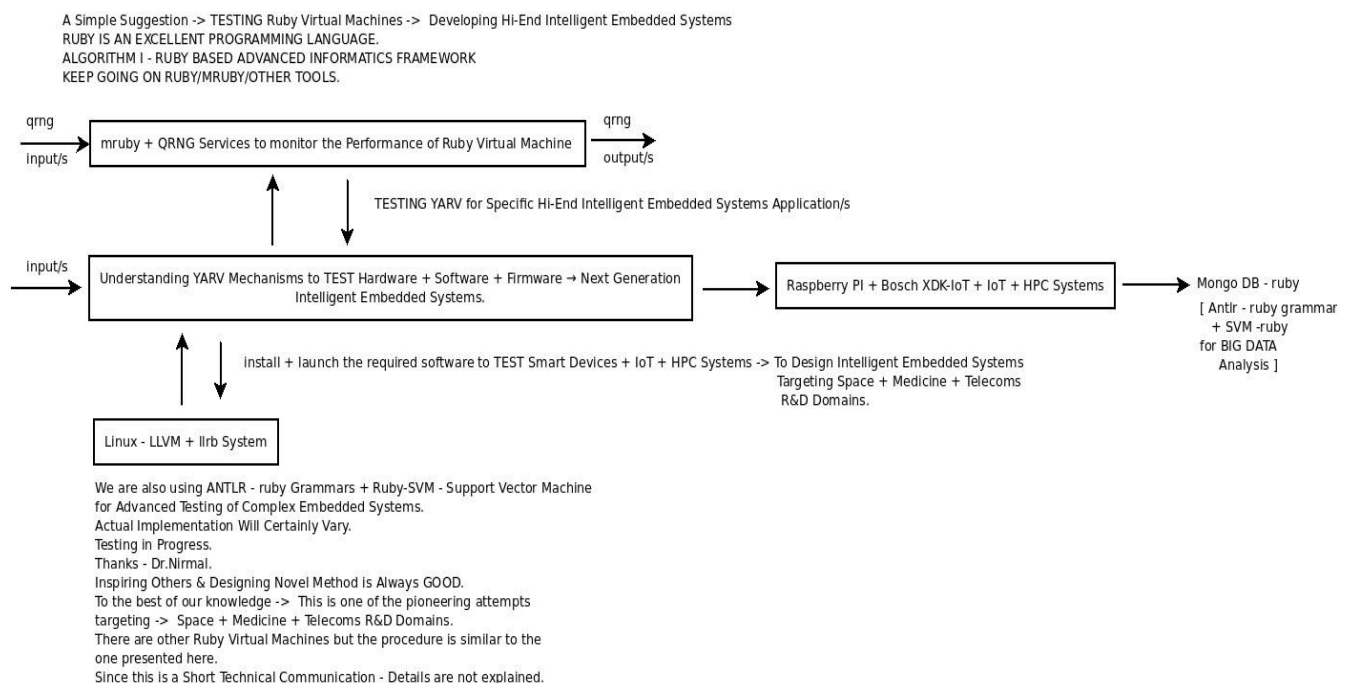 A Simple Suggestion -> TESTING Ruby Virtual Machines -> Developing Hi-End Intelligent Embedded Systems
RUBY IS AN EXCELLENT PROGRAMMING LANGUAGE.
ALGORITHM I - RUBY BASED ADVANCED INFORMATICS FRAMEWORK
KEEP GOING ON RUBY/MRUBY/OTHER TOOLS.
qrng
input/s
mruby + QRNG Services to monitor the Performance of Ruby Virtual Machine
qrng
output/s
TESTING YARV for Specific Hi-End Intelligent Embedded Systems Application/s
input/s
Understanding YARV Mechanisms to TEST Hardware + Software + Firmware → Next Generation
Intelligent Embedded Systems.
Raspberry PI + Bosch XDK-IoT + IoT + HPC Systems
Mongo DB - ruby
[ Antlr - ruby grammar
+ SVM -ruby
for BIG DATA
Analysis ]
install + launch the required software to TEST Smart Devices + IoT + HPC Systems -> To Design Intelligent Embedded Systems
Targeting Space + Medicine + Telecoms
R&D Domains.
Linux - LLVM + llrb System
We are also using ANTLR - ruby Grammars + Ruby-SVM - Support Vector Machine
for Advanced Testing of Complex Embedded Systems.
Actual Implementation Will Certainly Vary.
Testing in Progress.
Thanks - Dr.Nirmal.
Inspiring Others & Designing Novel Method is Always GOOD.
To the best of our knowledge -> This is one of the pioneering attempts
targeting -> Space + Medicine + Telecoms R&D Domains.
There are other Ruby Virtual Machines but the procedure is similar to the
one presented here.
Since this is a Short Technical Communication - Details are not explained.